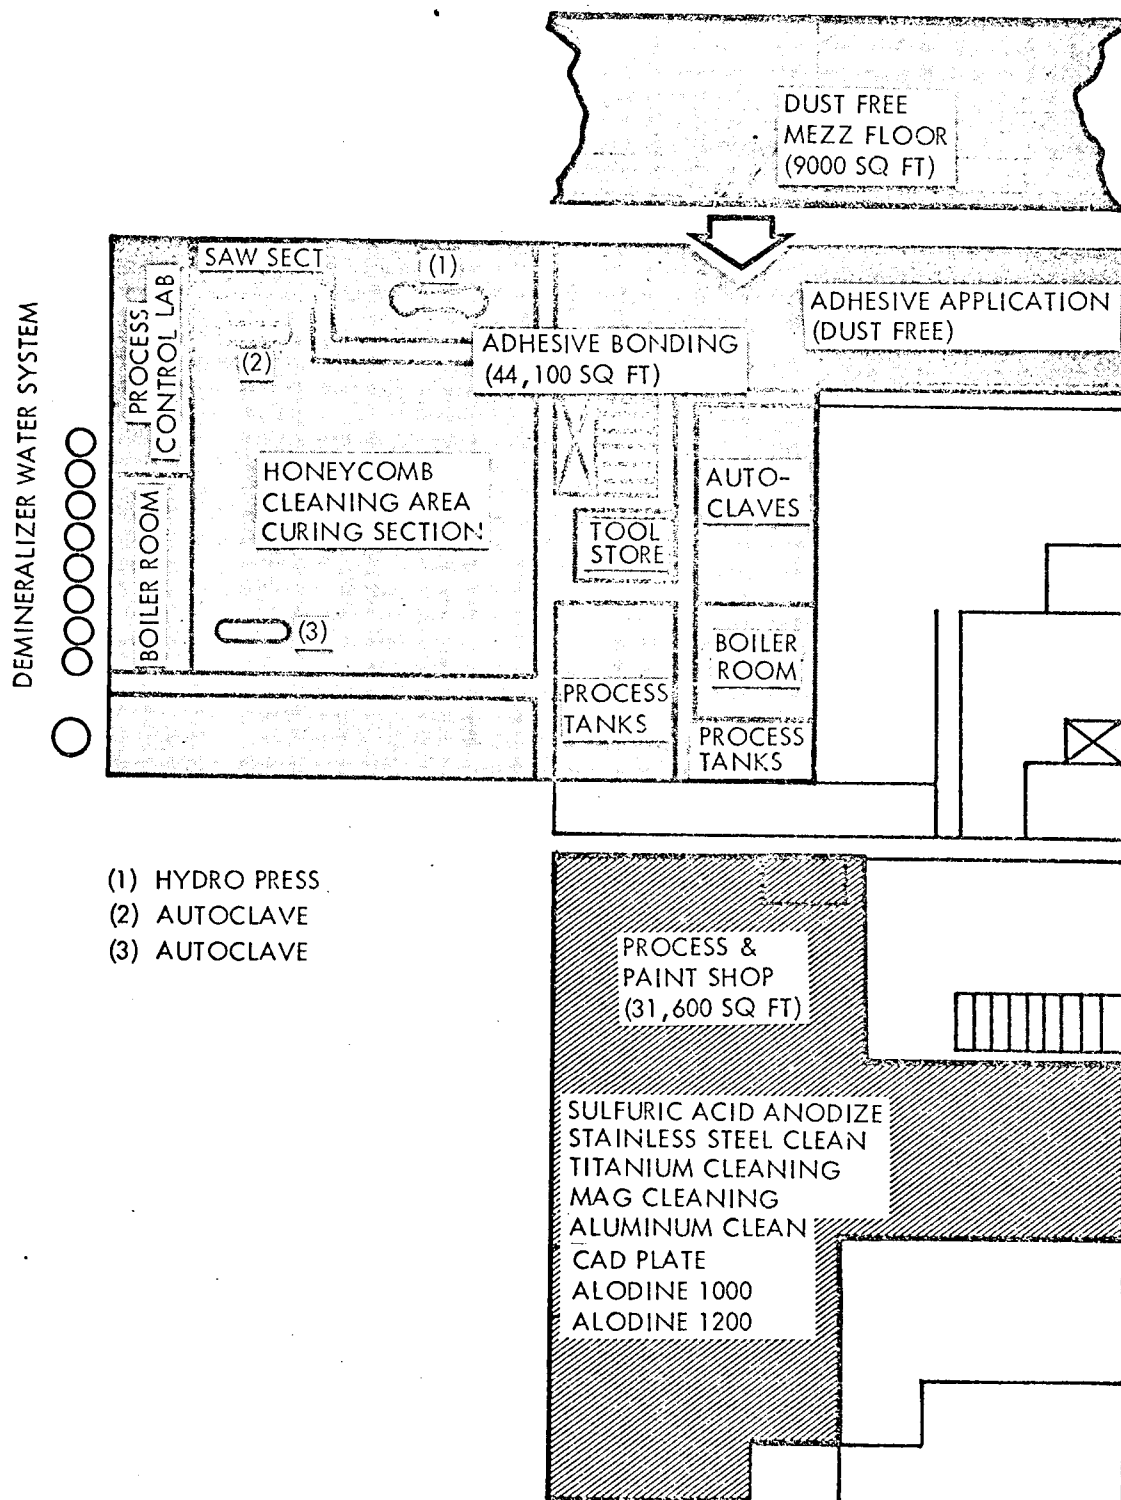 DUST FREE
MEZZ FLOOR
(9000 SQ FT)
SAW SECT
(1)
PROCESS
CONTROL LAB
(2)
ADHESIVE BONDING
(44,100 SQ FT)
ADHESIVE APPLICATION
(DUST FREE)
DEMINERALIZER WATER SYSTEM
HONEYCOMB
CLEANING AREA
CURING SECTION
AUTO-
CLAVES
TOOL
STORE
BOILER ROOM
(3)
BOILER
ROOM
PROCESS
TANKS
PROCESS
TANKS
(1) HYDRO PRESS
(2) AUTOCLAVE
(3) AUTOCLAVE
PROCESS &
PAINT SHOP
(31,600 SQ FT)
SULFURIC ACID ANODIZE
STAINLESS STEEL CLEAN
TITANIUM CLEANING
MAG CLEANING
ALUMINUM CLEAN
CAD PLATE
ALODINE 1000
ALODINE 1200